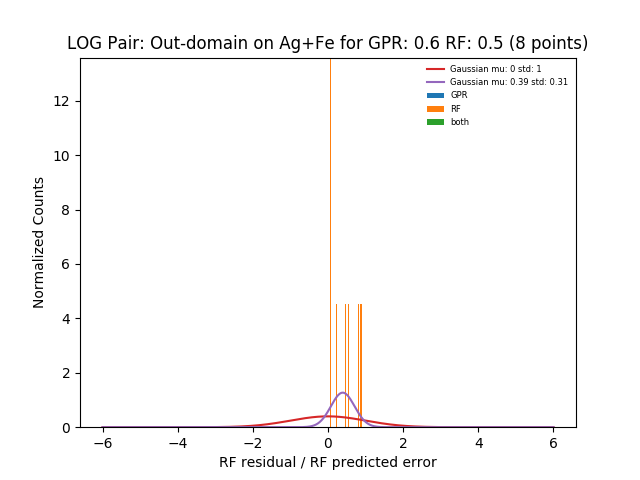 LOG Pair: Out-domain on Ag+Fe for GPR: 0.6 RF: 0.5 (8 points)
Gaussian mu: 0 std: 1
Gaussian mu: 0.39 std: 0.31
GPR
RF
both
Normalized Counts
12
10
8
6
4
2
0
−6 −4 −2 0 2 4 6
RF residual / RF predicted error